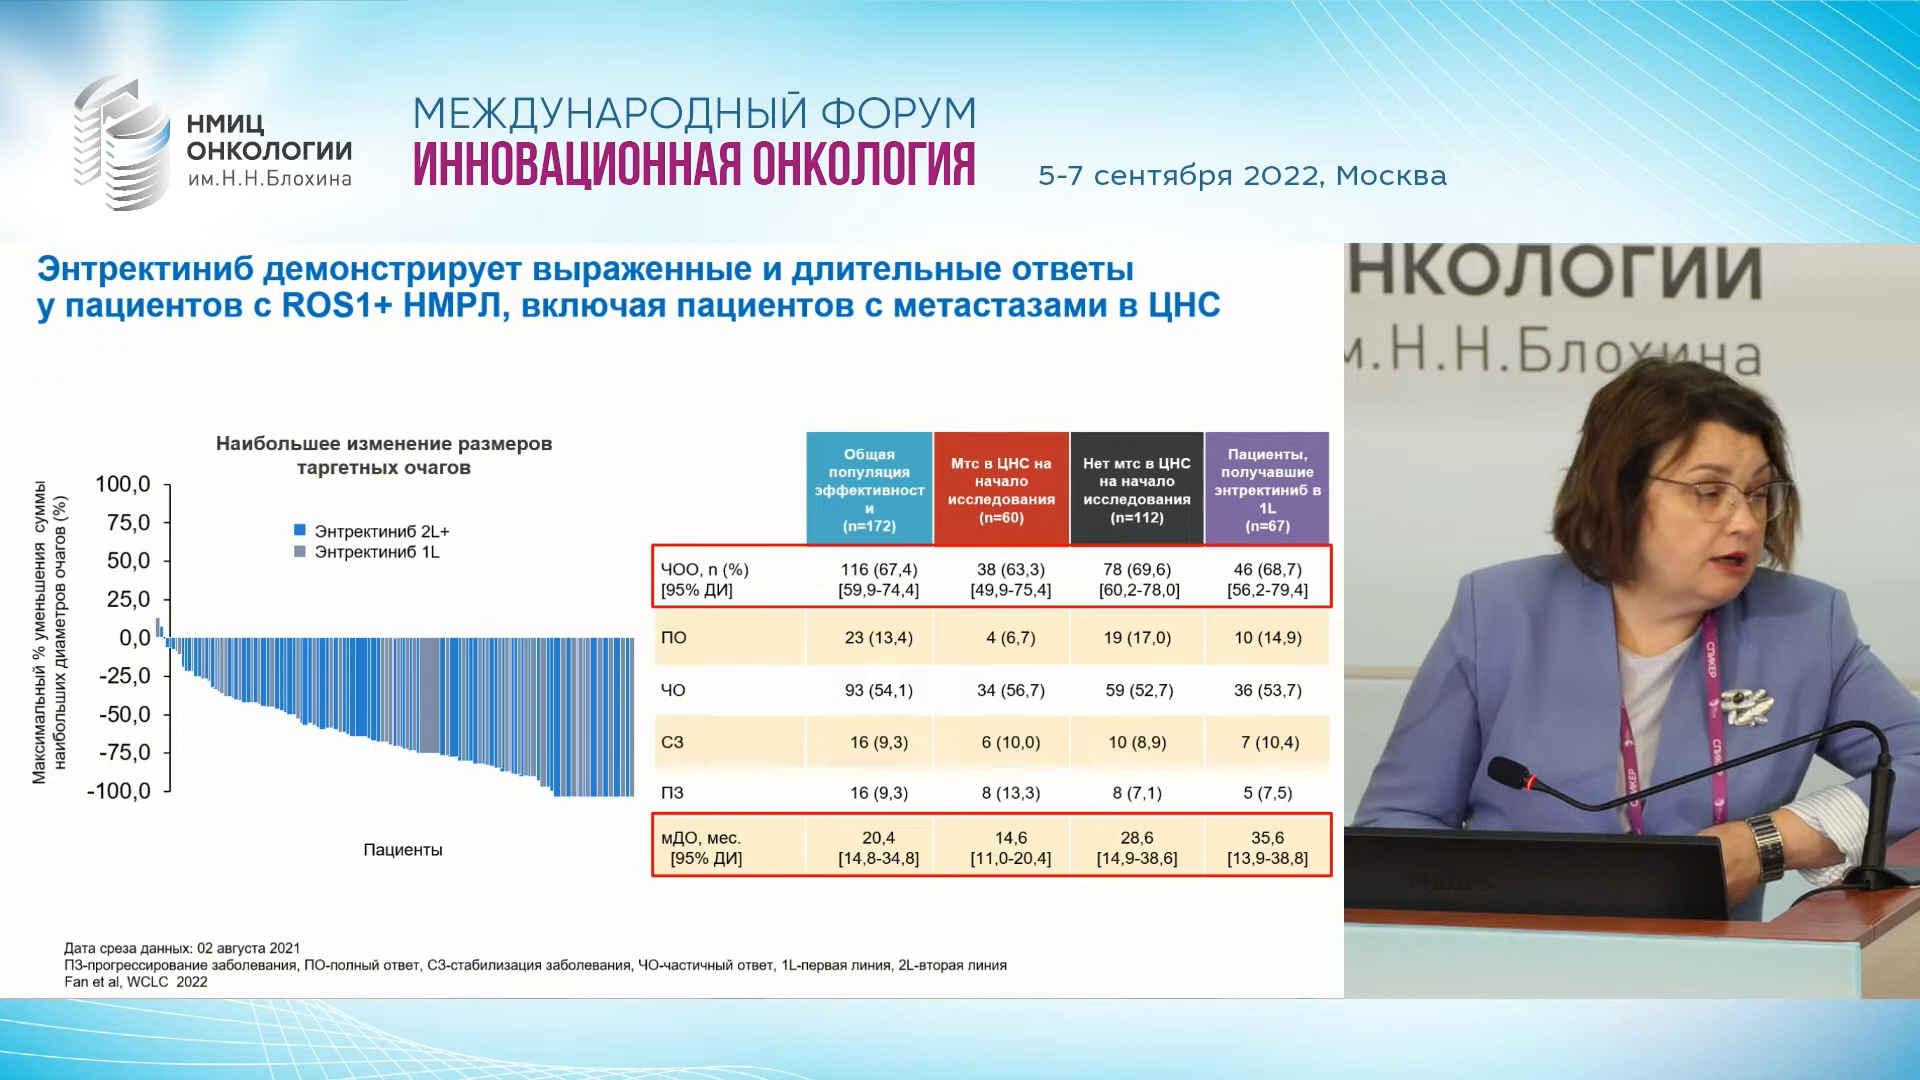 НМИЦ
ОНКОЛОГИИ
им.Н.Н.Блохина
МЕЖДУНАРОДНЫЙ ФОРУМ
ИННОВАЦИОННАЯ ОНКОЛОГИЯ
5-7 сентября 2022, Москва
Энтректиниб демонстрирует выраженные и длительные ответы
у пациентов с ROS1+ НМРЛ, включая пациентов с метастазами в ЦНС
Наибольшее изменение размеров
таргетных очагов
Максимальный % уменьшения суммы
наибольших диаметров очагов (%)
100,0
75,0
50,0
25,0
0,0
-25,0
-50,0
-75,0
-100,0
Энтректиниб 2L+
Энтректиниб 1L
Пациенты
Общая
популяция
эффективност
и
(n=172)
Мтс в ЦНС на
начало
исследования
(n=60)
Нет мтс в ЦНС
на начало
исследования
(n=112)
Пациенты,
получавшие
энтректиниб в
1L
(n=67)
ЧОО, n (%) 116 (67,4) 38 (63,3) 78 (69,6) 46 (68,7)
[95% ДИ] [59,9-74,4] [49,9-75,4] [60,2-78,0] [56,2-79,4]
ПО 23 (13,4) 4 (6,7) 19 (17,0) 10 (14,9)
ЧО 93 (54,1) 34 (56,7) 59 (52,7) 36 (53,7)
СЗ 16 (9,3) 6 (10,0) 10 (8,9) 7 (10,4)
ПЗ 16 (9,3) 8 (13,3) 8 (7,1) 5 (7,5)
мДО, мес. 20,4 14,6 28,6 35,6
[95% ДИ] [14,8-34,8] [11,0-20,4] [14,9-38,6] [13,9-38,8]
Дата среза данных: 02 августа 2021
ПЗ-прогрессирование заболевания, ПО-полный ответ, СЗ-стабилизация заболевания, ЧО-частичный ответ, 1L-первая линия, 2L-вторая линия
Fan et al, WCLC 2022
НКОЛОГИИ
м.Н.Н.Блохина
СПИКЕР
СПИКЕР
СПИКЕР